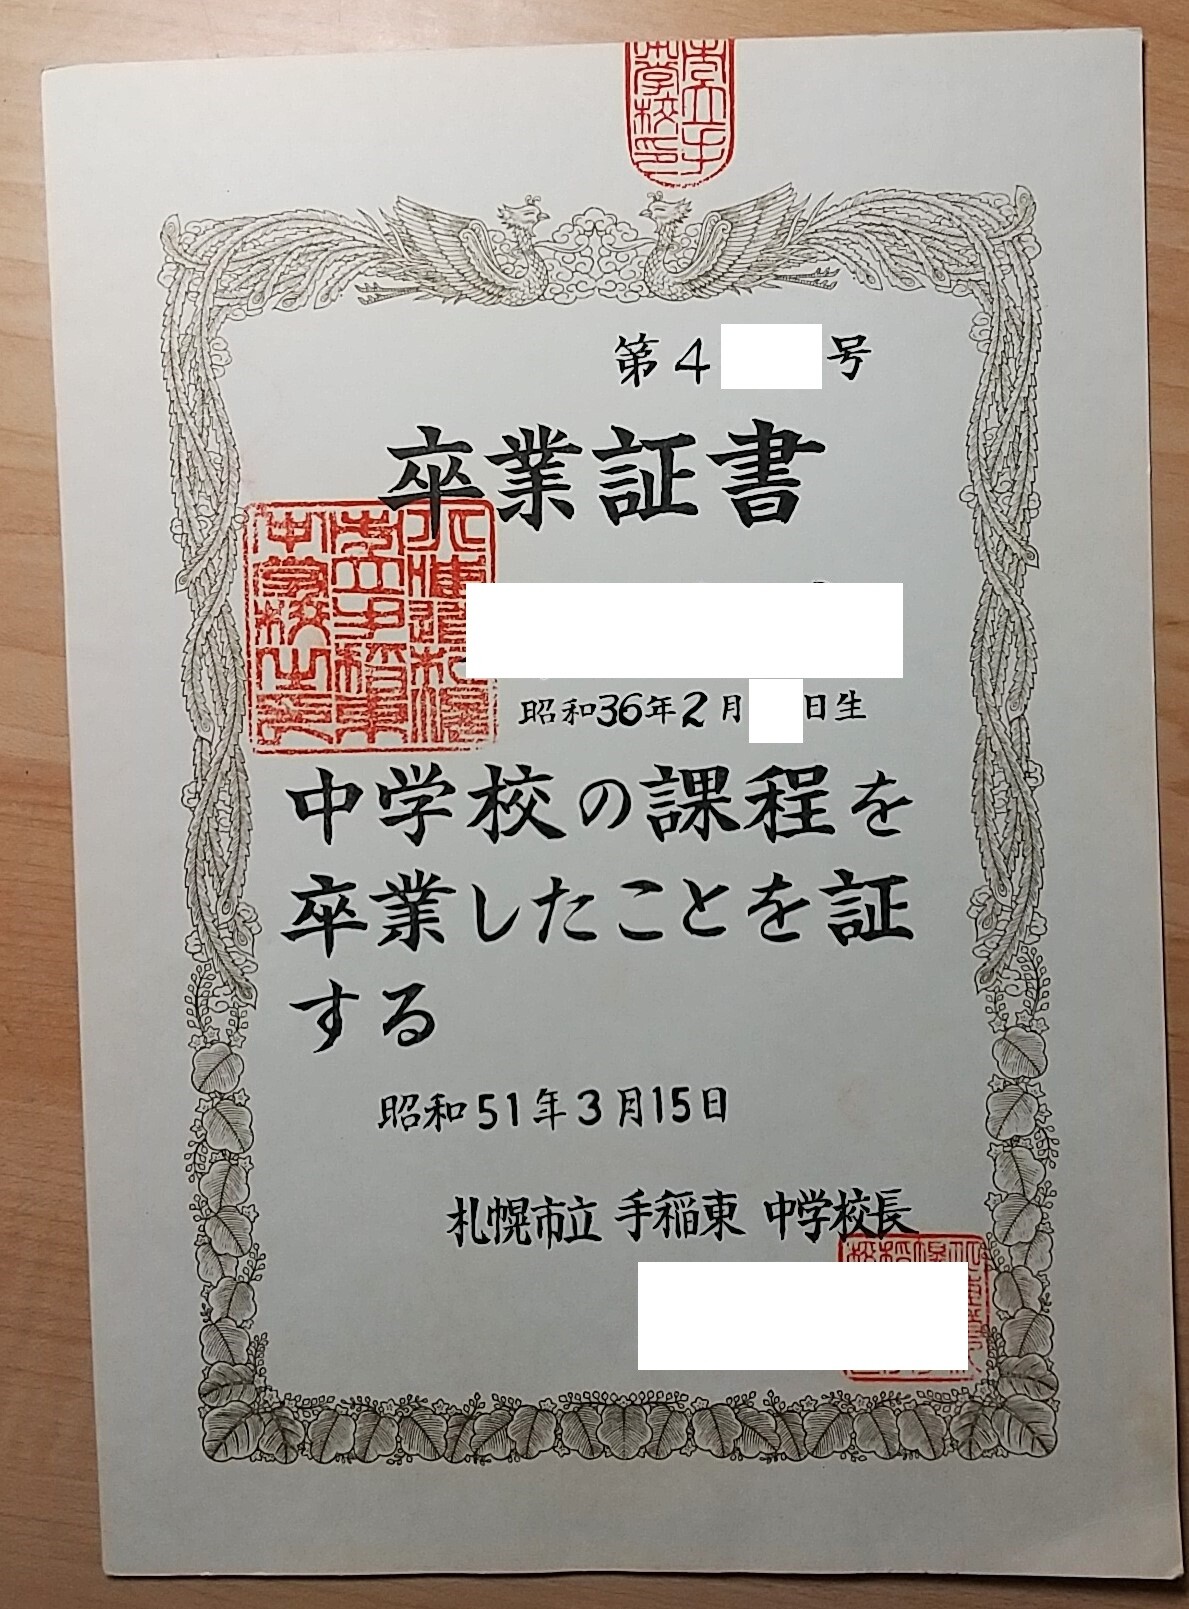 第4号
卒業証書
昭和36年2月日生
中学校の課程を
卒業したことを証
する
昭和51年3月15日
札幌市立 手稲東 中学校長